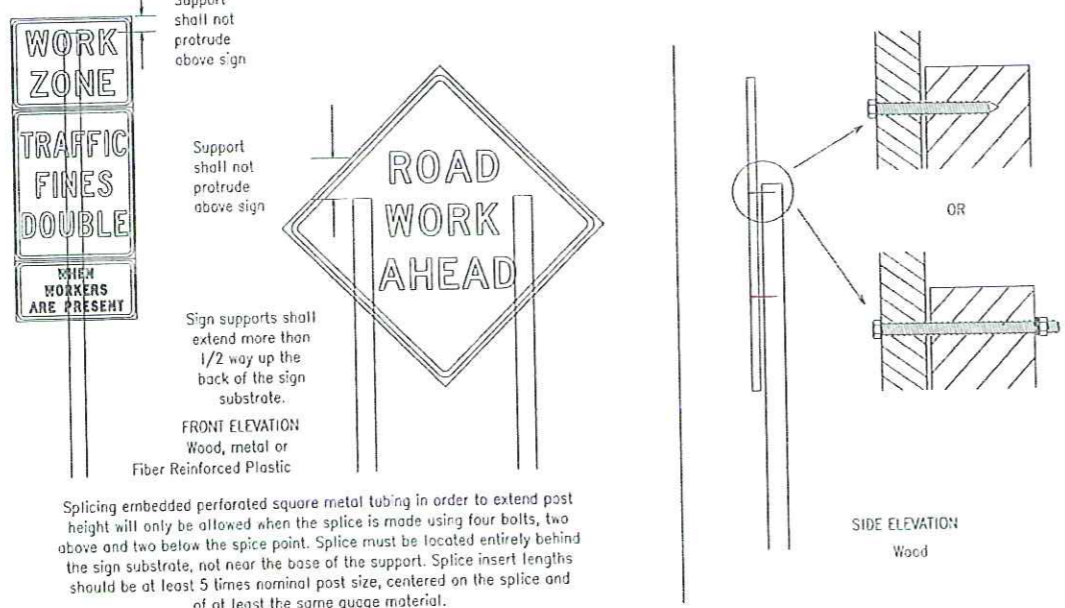 Support
shall not
protrude
above sign
WORK
ZONE
TRAFFIC
FINES
DOUBLE
WHEN
WORKERS
ARE PRESENT
Support
shall not
protrude
above sign
ROAD
WORK
AHEAD
Sign supports shall
extend more than
1/2 way up the
back of the sign
substrate.
FRONT ELEVATION
Wood, metal or
Fiber Reinforced Plastic
OR
SIDE ELEVATION
Wood
Splicing embedded perforated square metal tubing in order to extend post
height will only be allowed when the splice is made using four bolts, two
above and two below the spice point. Splice must be located entirely behind
the sign substrate, not near the base of the support. Splice insert lengths
should be at least 5 times nominal post size, centered on the splice and
of at least the same guage material.